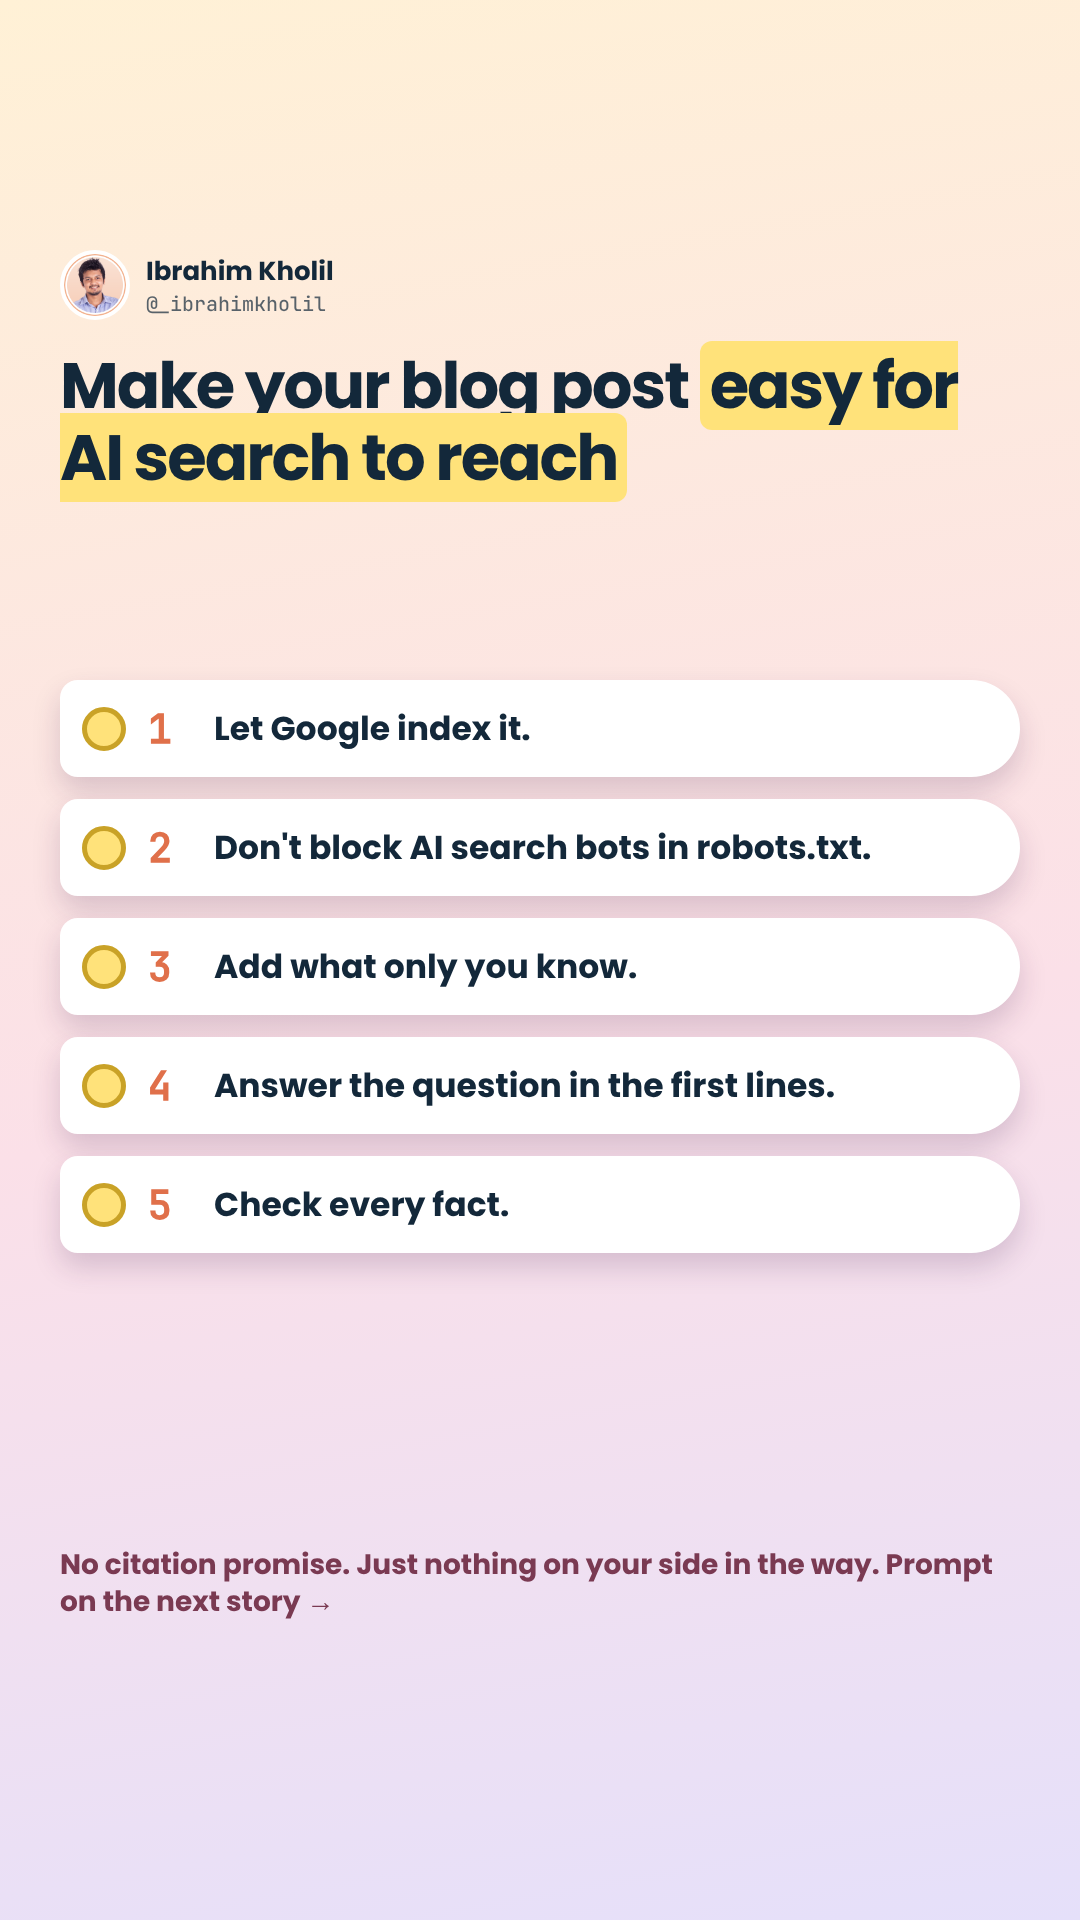 Ibrahim Kholil
@_ibrahimkholil
Make your blog post easy for
AI search to reach
1 Let Google index it.
2 Don't block AI search bots in robots.txt.
3 Add what only you know.
4 Answer the question in the first lines.
5 Check every fact.
No citation promise. Just nothing on your side in the way. Prompt
on the next story →